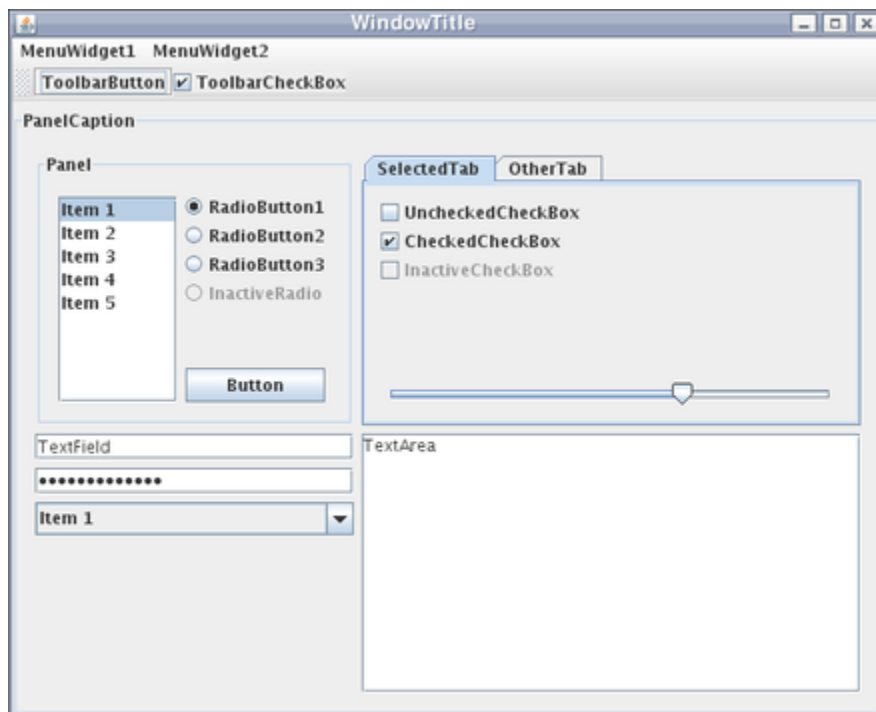 WindowTitle
MenuWidget1 MenuWidget2
ToolbarButton ToolbarCheckBox
PanelCaption
Panel
Item 1
Item 2
Item 3
Item 4
Item 5
RadioButton1
RadioButton2
RadioButton3
InactiveRadio
Button
SelectedTab OtherTab
UncheckedCheckBox
CheckedCheckBox
InactiveCheckBox
TextField
•••••••••••••
Item 1
TextArea